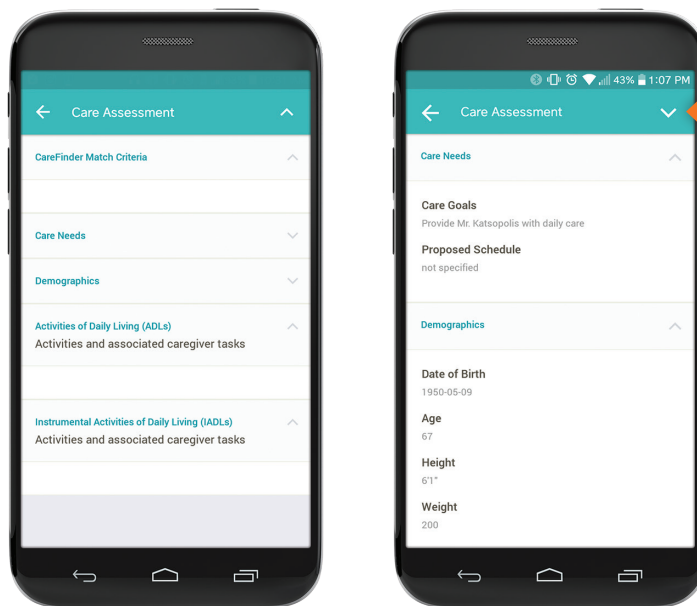 Care Assessment
CareFinder Match Criteria
Care Needs
Demographics
Activities of Daily Living (ADLs)
Activities and associated caregiver tasks
Instrumental Activities of Daily Living (IADLs)
Activities and associated caregiver tasks
43% 1:07 PM
Care Assessment
Care Needs
Care Goals
Provide Mr. Katsopolis with daily care
Proposed Schedule
not specified
Demographics
Date of Birth
1950-05-09
Age
67
Height
6'1"
Weight
200